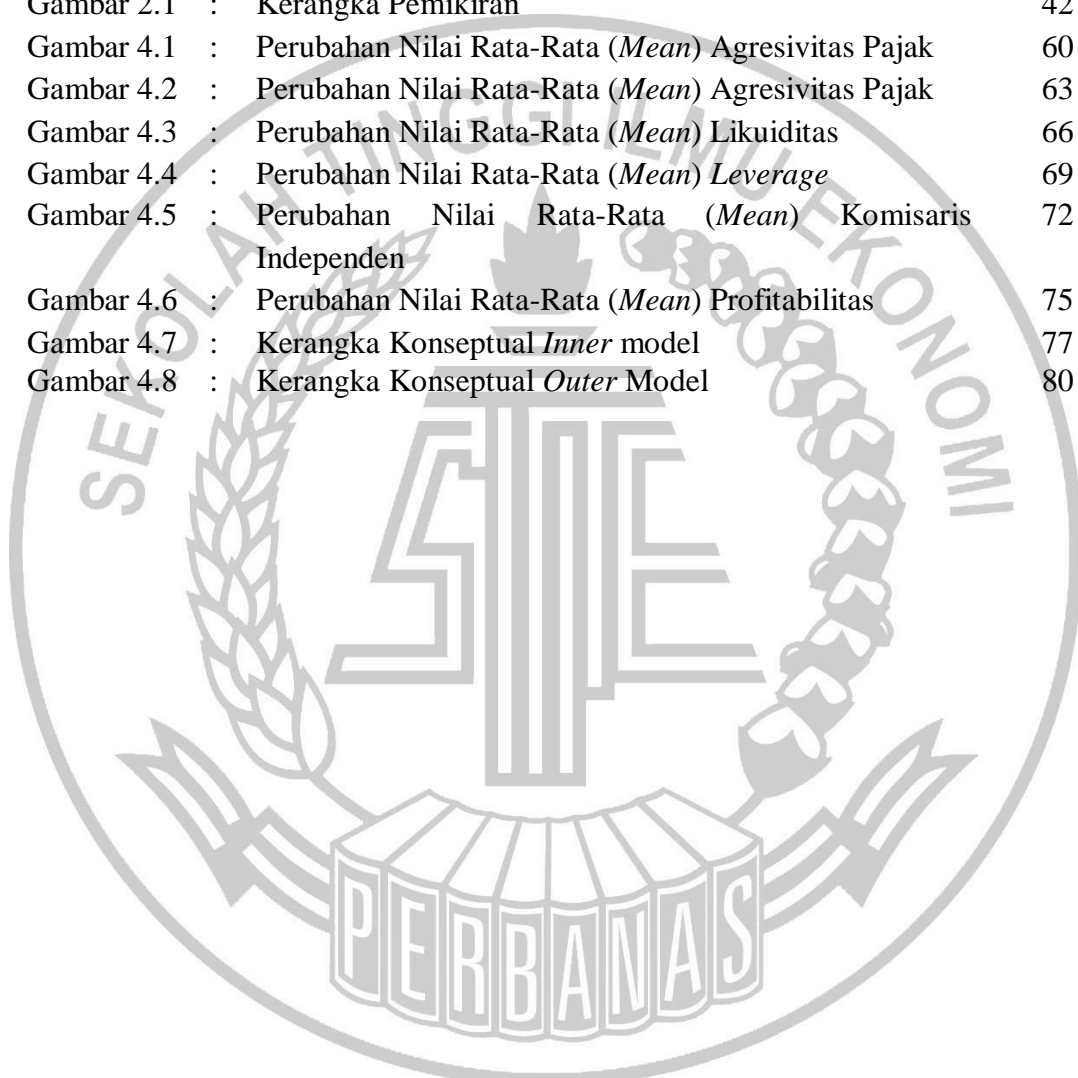 Gambar 2.1 : Kerangka Pemikiran 42
Gambar 4.1 : Perubahan Nilai Rata-Rata (Mean) Agresivitas Pajak 60
Gambar 4.2 : Perubahan Nilai Rata-Rata (Mean) Agresivitas Pajak 63
Gambar 4.3 : Perubahan Nilai Rata-Rata (Mean) Likuiditas 66
Gambar 4.4 : Perubahan Nilai Rata-Rata (Mean) Leverage 69
Gambar 4.5 : Perubahan Nilai Rata-Rata (Mean) Komisaris 72
Independen
Gambar 4.6 : Perubahan Nilai Rata-Rata (Mean) Profitabilitas 75
Gambar 4.7 : Kerangka Konseptual Inner model 77
Gambar 4.8 : Kerangka Konseptual Outer Model 80
SEKOLAH TINGGI ILMU EKONOMI
STIE
PERBANAS